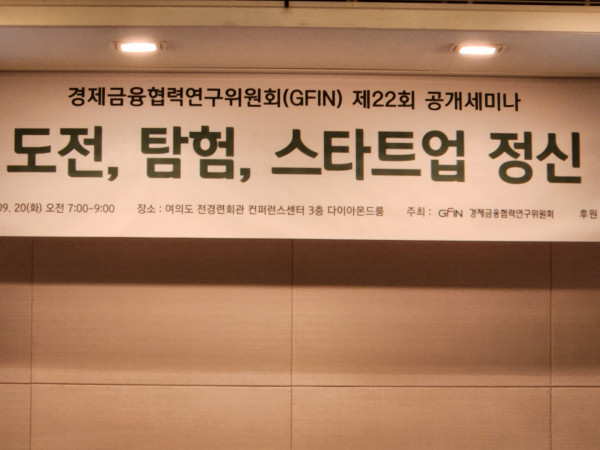 경제금융협력연구위원회(GFIN) 제22회 공개세미나
도전, 탐험, 스타트업 정신
09. 20(화) 오전 7:00-9:00 장소 : 여의도 전경련회관 컨퍼런스센터 3층 다이아몬드룸 주최 : GFIN 경제금융협력연구위원회 후원